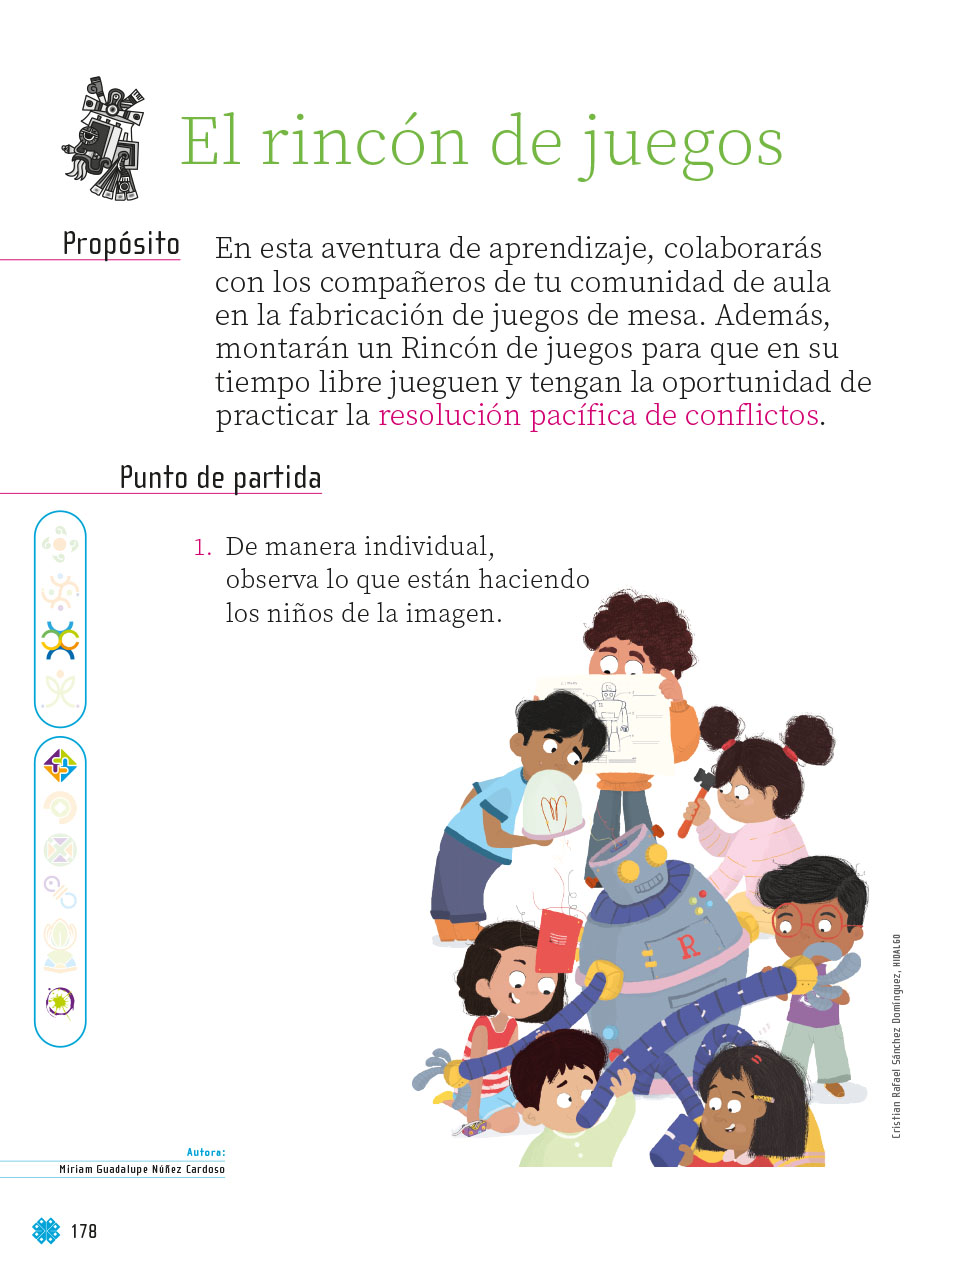 El rincón de juegos
Propósito
En esta aventura de aprendizaje, colaborarás
con los compañeros de tu comunidad de aula
en la fabricación de juegos de mesa. Además,
montarán un Rincón de juegos para que en su
tiempo libre jueguen y tengan la oportunidad de
practicar la resolución pacífica de conflictos.
Punto de partida
1. De manera individual,
observa lo que están haciendo
los niños de la imagen.
R
Cristian Rafael Sánchez Domínguez, HIDALGO
Autora:
Miriam Guadalupe Núñez Cardoso
178